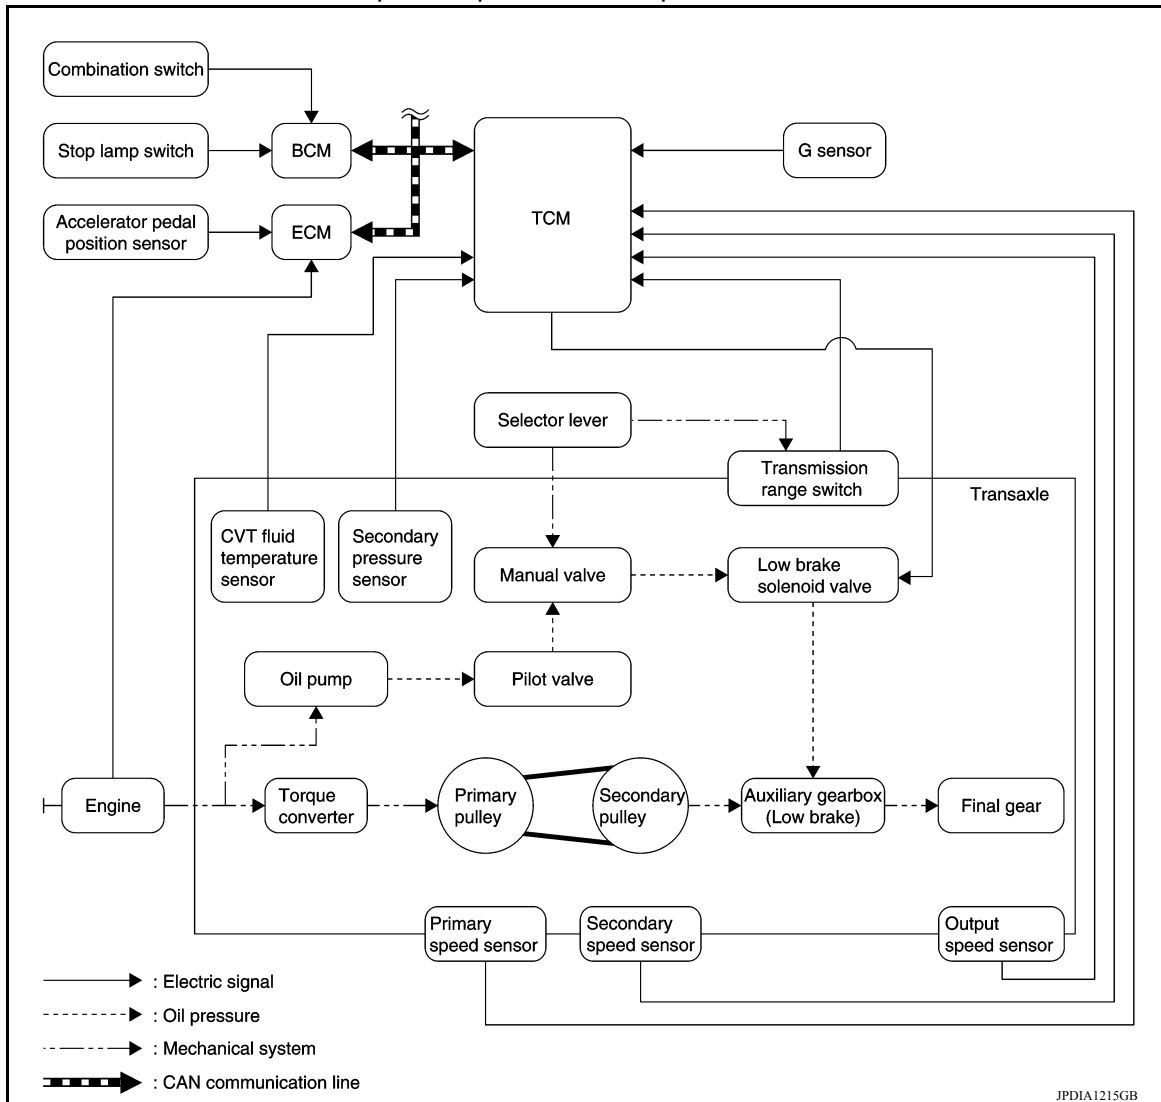 Combination switch
Stop lamp switch
BCM
G sensor
Accelerator pedal
position sensor
ECM
TCM
Selector lever
Transmission
range switch
Transaxle
CVT fluid
temperature
sensor
Secondary
pressure
sensor
Manual valve
Low brake
solenoid valve
Oil pump
Pilot valve
Engine
Torque
converter
Primary
pulley
Secondary
pulley
Auxiliary gearbox
(Low brake)
Final gear
Primary
speed sensor
Secondary
speed sensor
Output
speed sensor
: Electric signal
: Oil pressure
: Mechanical system
: CAN communication line
JPDIA1215GB